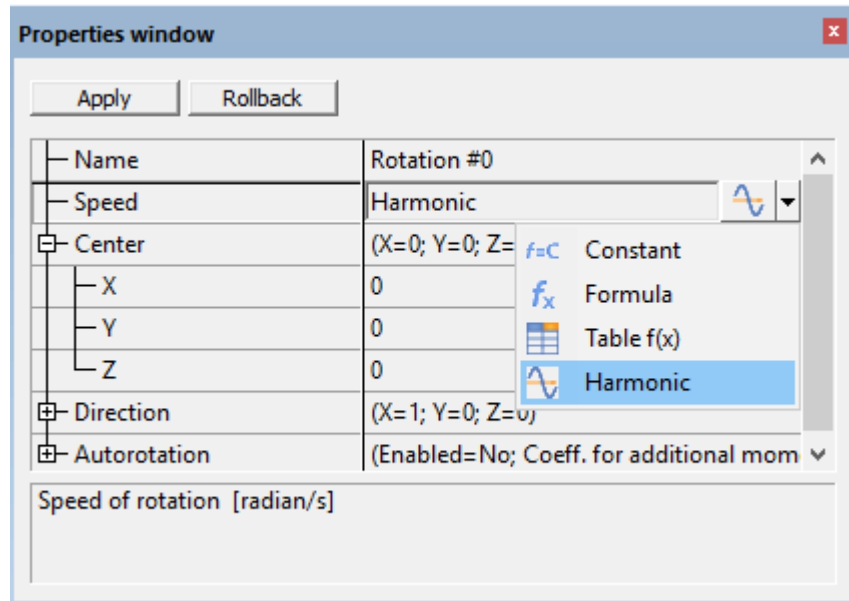 Properties window
Apply Rollback
Name Rotation #0
Speed Harmonic
Center (X=0; Y=0; Z=
f=C Constant
X 0
fx Formula
Y 0
Table f(x)
Z 0
Harmonic
Direction (X=1; Y=0; Z=0)
Autorotation (Enabled=No; Coeff. for additional mom
Speed of rotation [radian/s]